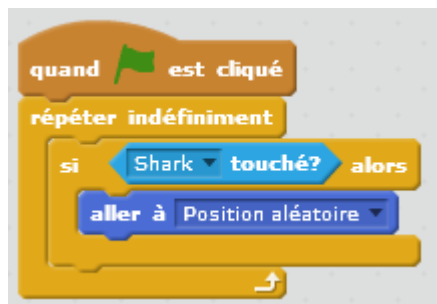 quand est cliqué
répéter indéfiniment
si Shark touché? alors
aller à Position aléatoire